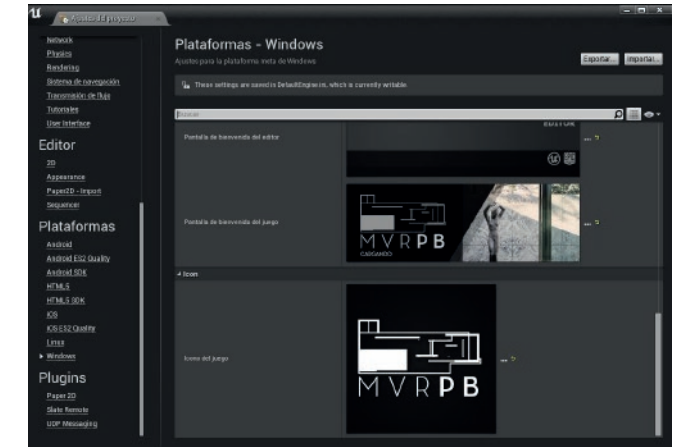 Ajustes del proyecto
Network
Physics
Rendering
Sistema de navegación
Transmisión de flujo
Tutoriales
User Interface
Editor
2D
Appearance
Paper2D - Import
Sequencer
Plataformas
Android
Android ES2 Quality
Android SDK
HTML5
HTML5 SDK
iOS
iOS ES2 Quality
Linux
Windows
Plugins
Paper 2D
Slate Remote
UDP Messaging
Plataformas - Windows
Ajustes para la plataforma meta de Windows
Exportar...
Importar...
These settings are saved in DefaultEngine.ini, which is currently writable.
Buscar
Pantalla de bienvenida del editor
EDITOR
...
Pantalla de bienvenida del juego
MVRPB
CARGANDO
...
Icon
Icono del juego
MVRPB
...